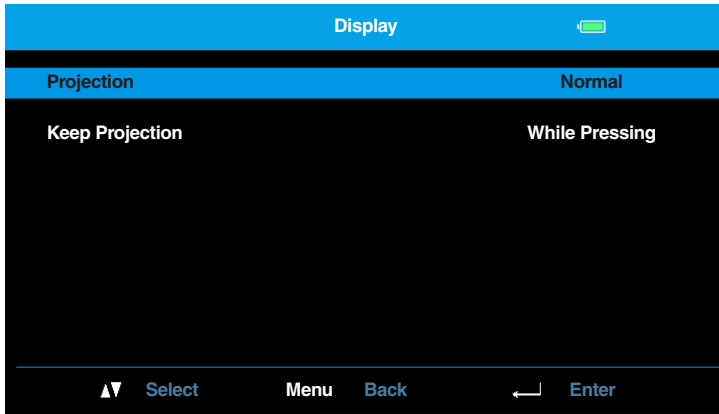 Display
Projection Normal
Keep Projection While Pressing
Select Menu Back Enter